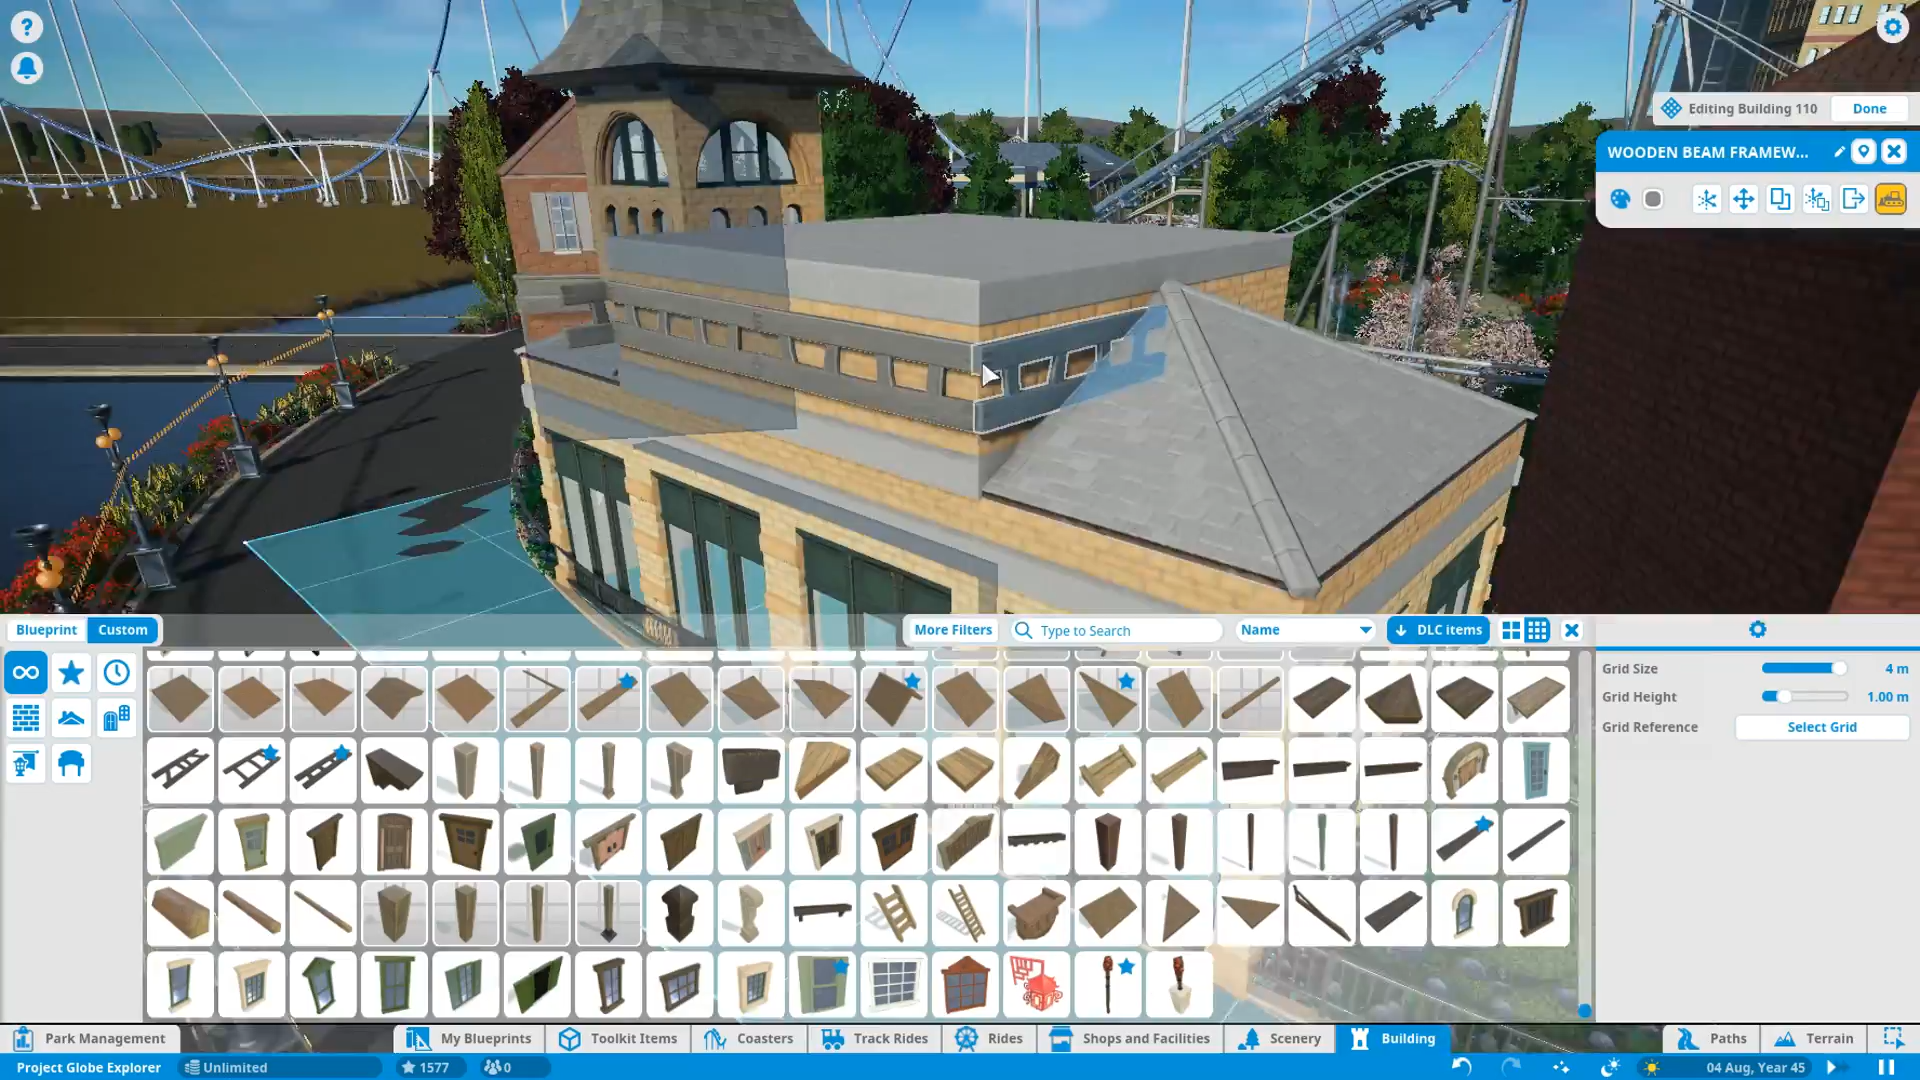 ?
Editing Building 110 Done
WOODEN BEAM FRAMEW...
Blueprint Custom More Filters Type to Search Name DLC items
Grid Size 4 m
Grid Height 1.00 m
Grid Reference Select Grid
Park Management My Blueprints Toolkit Items Coasters Track Rides Rides Shops and Facilities Scenery Building Paths Terrain
Project Globe Explorer Unlimited 1577 0 04 Aug, Year 45